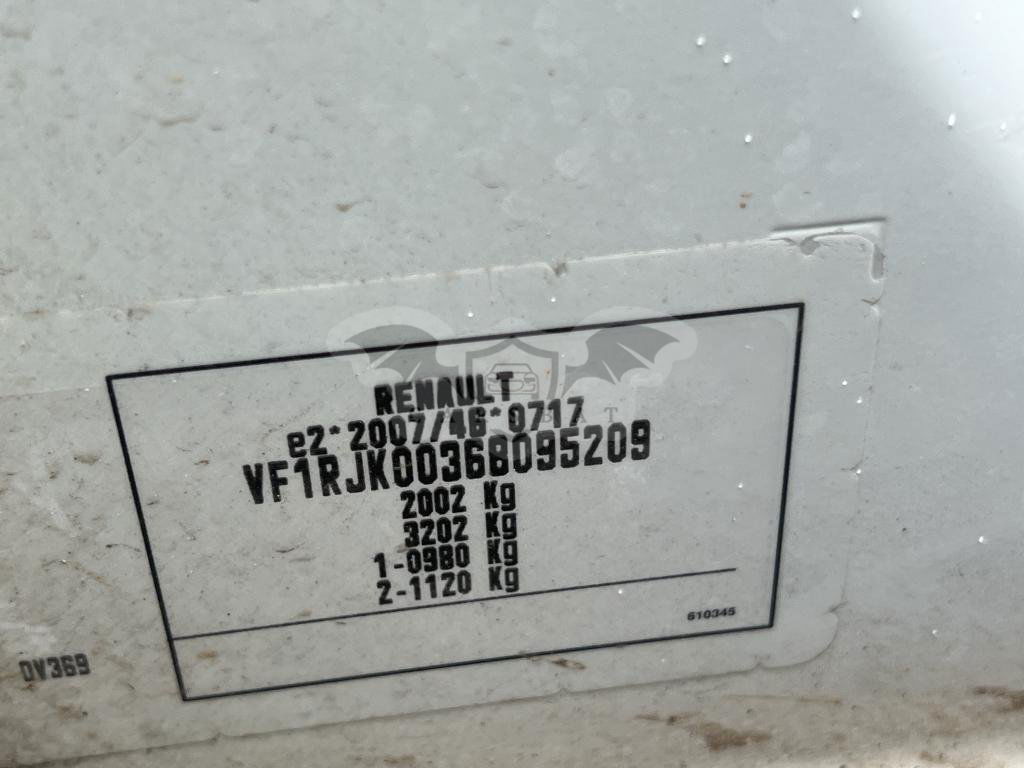 RENAULT
e2*2007/46*0717
VF1RJK00368095209
2002 Kg
3202 Kg
1-0980 Kg
2-1120 Kg
610345
DV369